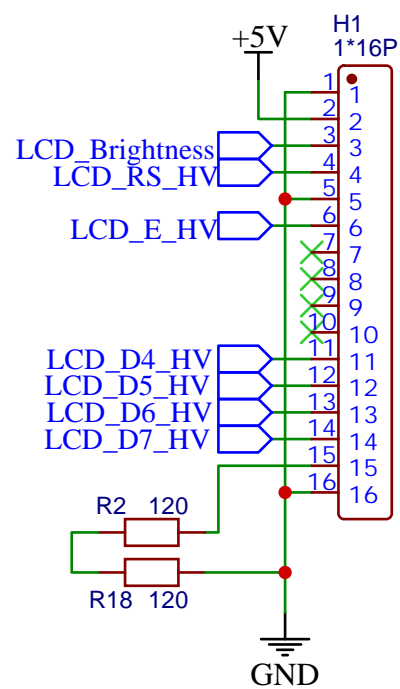 H1
1*16P
+5V
1 1
2 2
LCD_Brightness 3 3
LCD_RS_HV 4 4
5 5
LCD_E_HV 6 6
7 7
8 8
9 9
10 10
LCD_D4_HV 11 11
LCD_D5_HV 12 12
LCD_D6_HV 13 13
LCD_D7_HV 14 14
15 15
16 16
R2 120
R18 120
GND